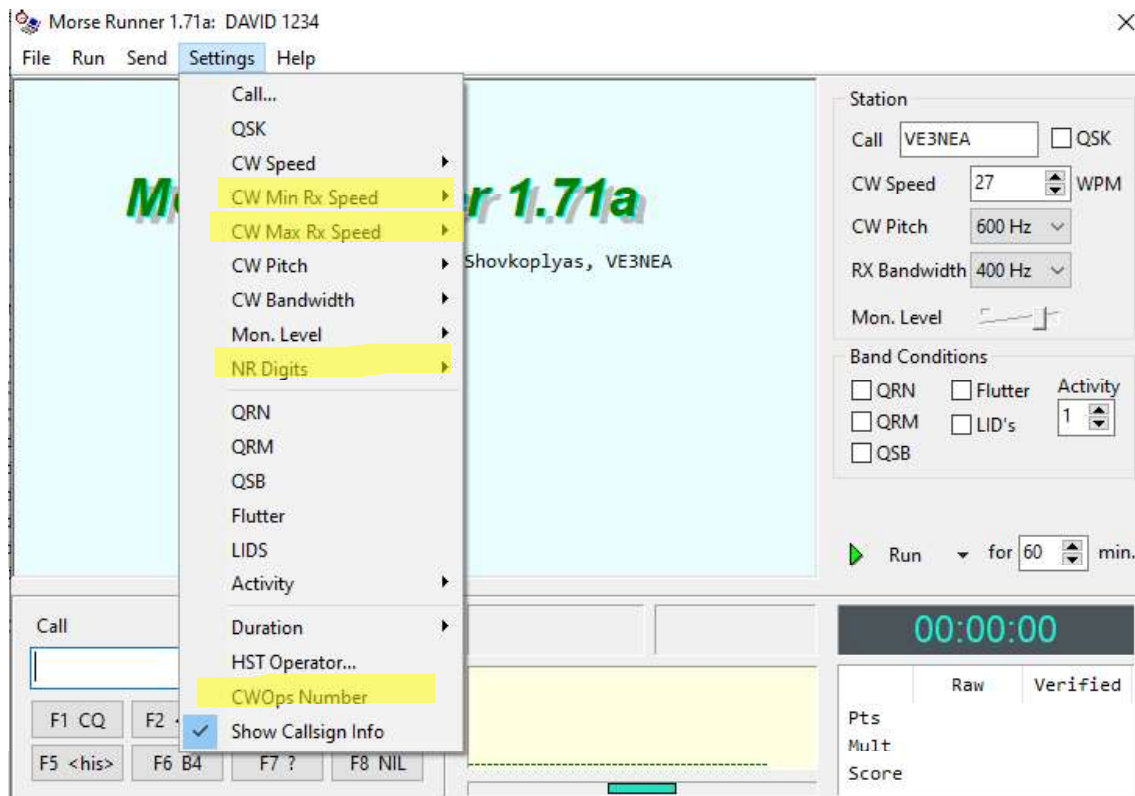 Morse Runner 1.71a: DAVID 1234
File Run Send Settings Help
Call...
QSK
CW Speed
CW Min Rx Speed
CW Max Rx Speed
CW Pitch
CW Bandwidth
Mon. Level
NR Digits
QRN
QRM
QSB
Flutter
LIDS
Activity
Duration
HST Operator...
CWOps Number
Show Callsign Info
r 1.71a
Shovkoplyas, VE3NEA
Station
Call VE3NEA QSK
CW Speed 27 WPM
CW Pitch 600 Hz
RX Bandwidth 400 Hz
Mon. Level
Band Conditions
QRN Flutter Activity
QRM LID's 1
QSB
Run for 60 min.
Call
F1 CQ F2
F5 <his> F6 B4 F7 ? F8 NIL
00:00:00
Raw Verified
Pts
Mult
Score